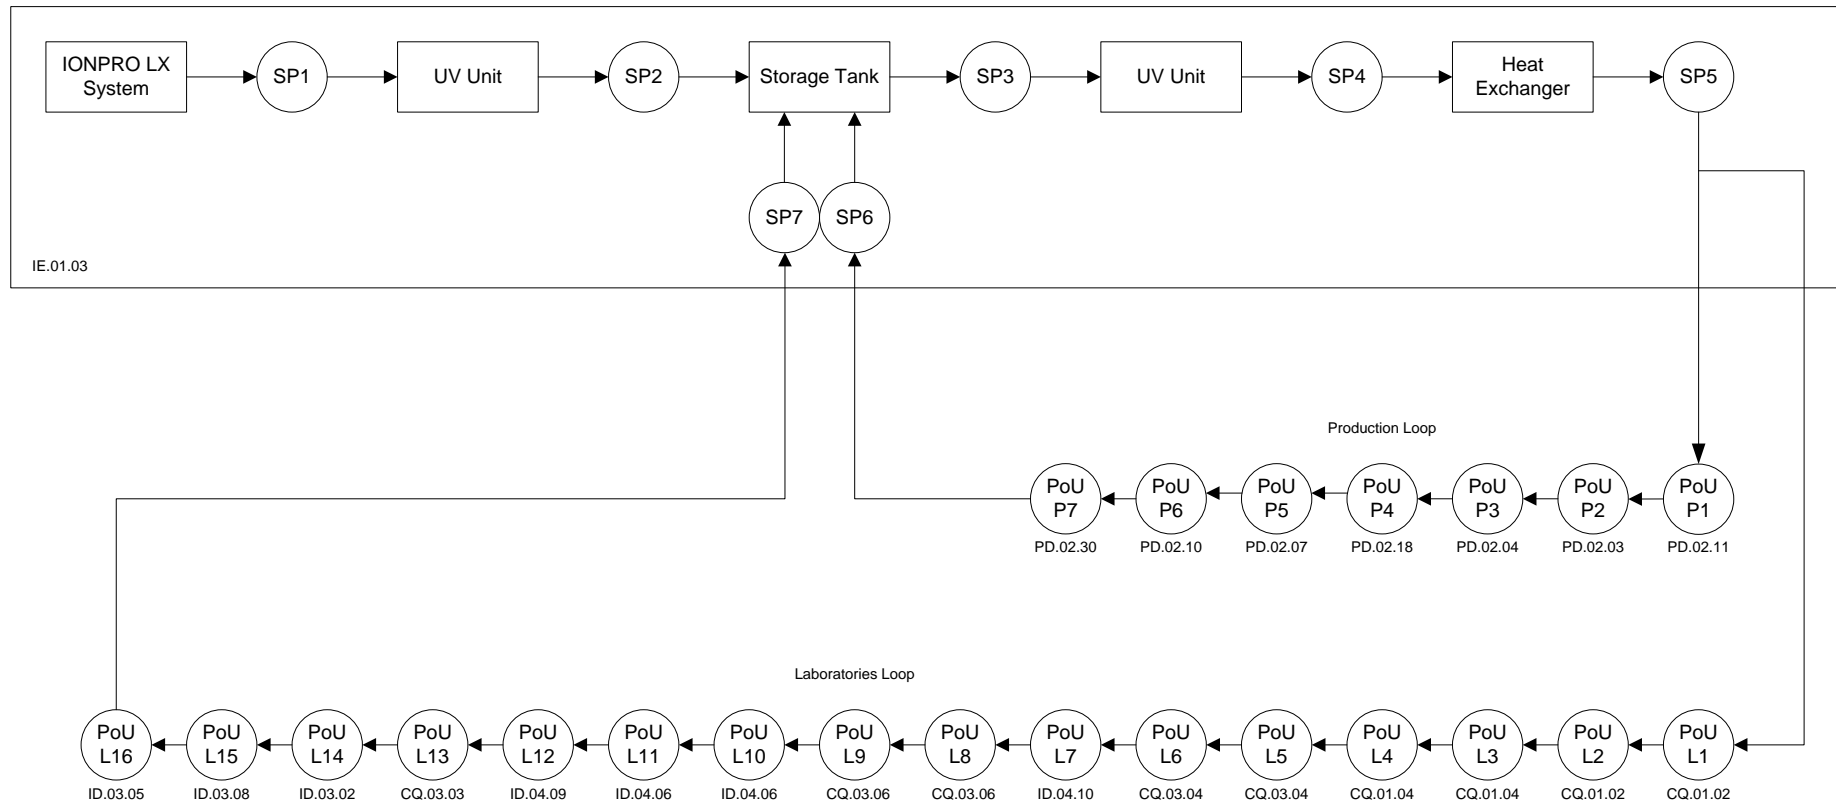 IONPRO LX
System
SP1
UV Unit
SP2
Storage Tank
SP3
UV Unit
SP4
Heat
Exchanger
SP5
SP7
SP6
IE.01.03
Production Loop
PoU
P7
PoU
P6
PoU
P5
PoU
P4
PoU
P3
PoU
P2
PoU
P1
PD.02.30
PD.02.10
PD.02.07
PD.02.18
PD.02.04
PD.02.03
PD.02.11
Laboratories Loop
PoU
L16
PoU
L15
PoU
L14
PoU
L13
PoU
L12
PoU
L11
PoU
L10
PoU
L9
PoU
L8
PoU
L7
PoU
L6
PoU
L5
PoU
L4
PoU
L3
PoU
L2
PoU
L1
ID.03.05
ID.03.08
ID.03.02
CQ.03.03
ID.04.09
ID.04.06
ID.04.06
CQ.03.06
CQ.03.06
ID.04.10
CQ.03.04
CQ.03.04
CQ.01.04
CQ.01.04
CQ.01.02
CQ.01.02